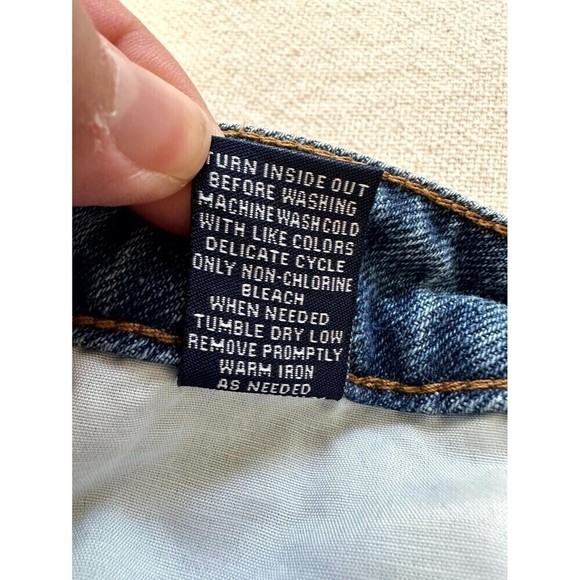 TURN INSIDE OUT
BEFORE WASHING
MACHINE WASH COLD
WITH LIKE COLORS
DELICATE CYCLE
ONLY NON-CHLORINE
BLEACH
WHEN NEEDED
TUMBLE DRY LOW
REMOVE PROMPTLY
WARM IRON
AS NEEDED